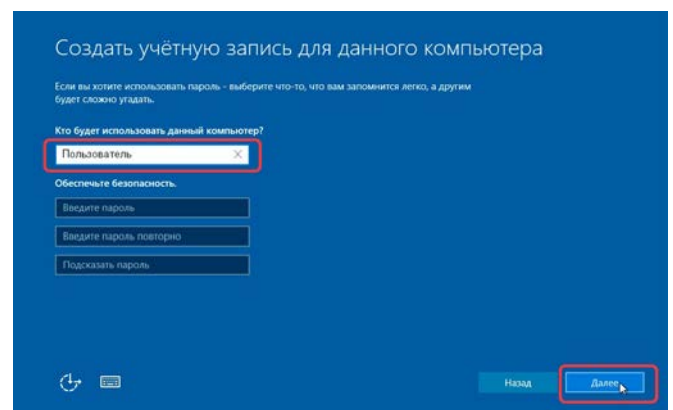 Создать учётную запись для данного компьютера
Если вы хотите использовать пароль - выберите что-то, что вам запомнится легко, а другим
будет сложно угадать.
Кто будет использовать данный компьютер?
Пользователь
Обеспечьте безопасность.
Введите пароль
Введите пароль повторно
Подсказать пароль
Назад
Далее